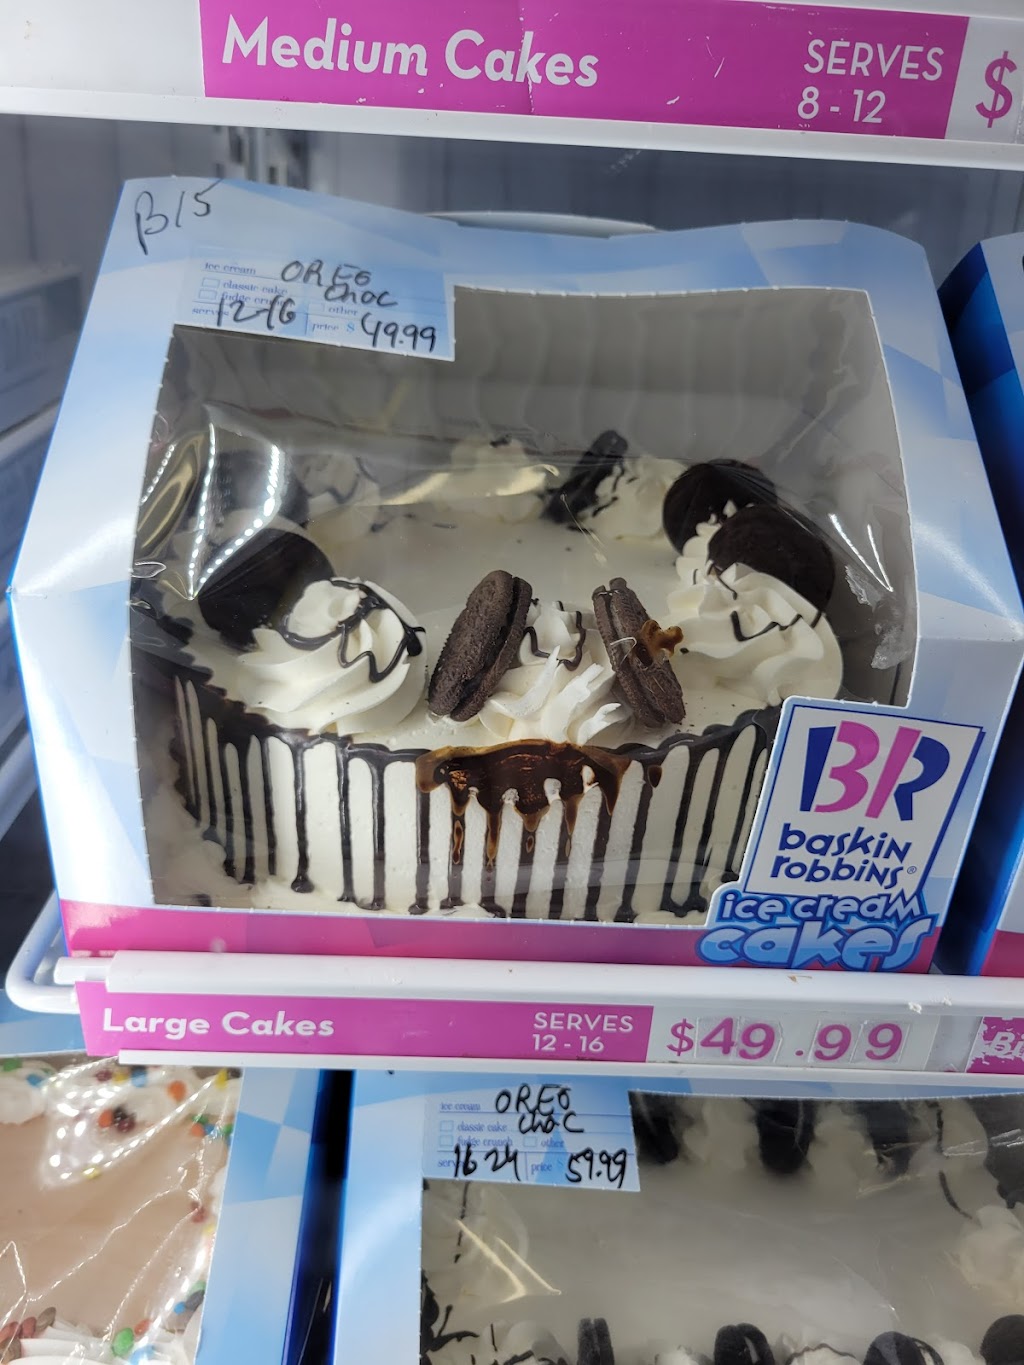 Medium Cakes
SERVES
8 - 12
$
B15
ice cream OREO
classic cake Choc
fudge crunch other
serves 12-16 price $ 49.99
BR
baskin
robbins®
ice cream
cakes
Large Cakes
SERVES
12 - 16
$49.99
ice cream OREO
classic cake Choc
fudge crunch other
serv 16 24 price $ 59.99